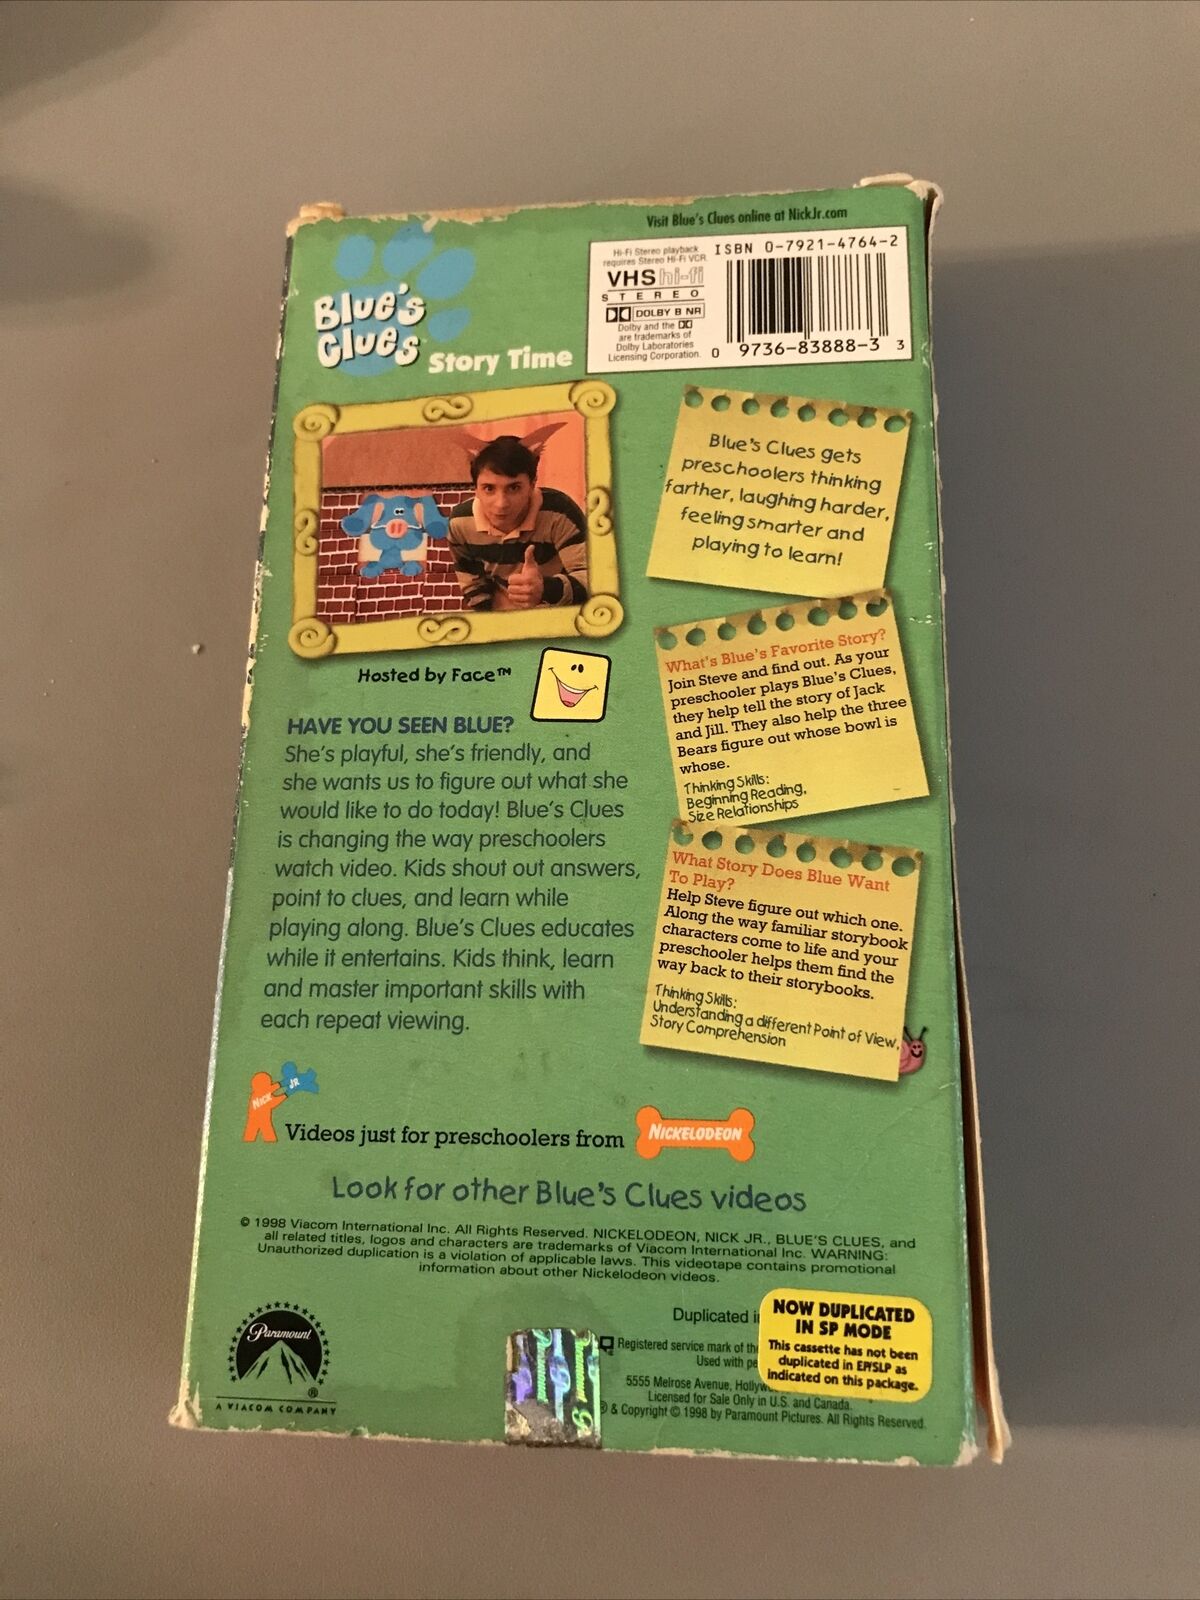 Visit Blue's Clues online at NickJr.com
Hi-Fi Stereo playback
requires Stereo Hi-Fi VCR.
VHS hi-fi
STEREO
DOLBY B NR
Dolby and the
are trademarks of
Dolby Laboratories
Licensing Corporation.
ISBN 0-7921-4764-2
0 9736-83888-3 3
Blue's
Clues Story Time
Blue's Clues gets
preschoolers thinking
farther, laughing harder,
feeling smarter and
playing to learn!
Hosted by Face™
HAVE YOU SEEN BLUE?
She's playful, she's friendly, and
she wants us to figure out what she
would like to do today! Blue's Clues
is changing the way preschoolers
watch video. Kids shout out answers,
point to clues, and learn while
playing along. Blue's Clues educates
while it entertains. Kids think, learn
and master important skills with
each repeat viewing.
What's Blue's Favorite Story?
Join Steve and find out. As your
preschooler plays Blue's Clues,
they help tell the story of Jack
and Jill. They also help the three
Bears figure out whose bowl is
whose.
Thinking Skills:
Beginning Reading,
Size Relationships
What Story Does Blue Want
To Play?
Help Steve figure out which one.
Along the way familiar storybook
characters come to life and your
preschooler helps them find the
way back to their storybooks.
Thinking Skills:
Understanding a different Point of View,
Story Comprehension
NICK JR
Videos just for preschoolers from
NICKELODEON
Look for other Blue's Clues videos
© 1998 Viacom International Inc. All Rights Reserved. NICKELODEON, NICK JR., BLUE'S CLUES, and
all related titles, logos and characters are trademarks of Viacom International Inc. WARNING:
Unauthorized duplication is a violation of applicable laws. This videotape contains promotional
information about other Nickelodeon videos.
Paramount
®
A VIACOM COMPANY
Duplicated
NOW DUPLICATED
IN SP MODE
This cassette has not been
duplicated in EP/SLP as
indicated on this package.
Registered service mark of
Used with
5555 Melrose Avenue,
Licensed for Sale Only in U.S. and Canada.
& Copyright © 1998 by Paramount Pictures. All Rights Reserved.